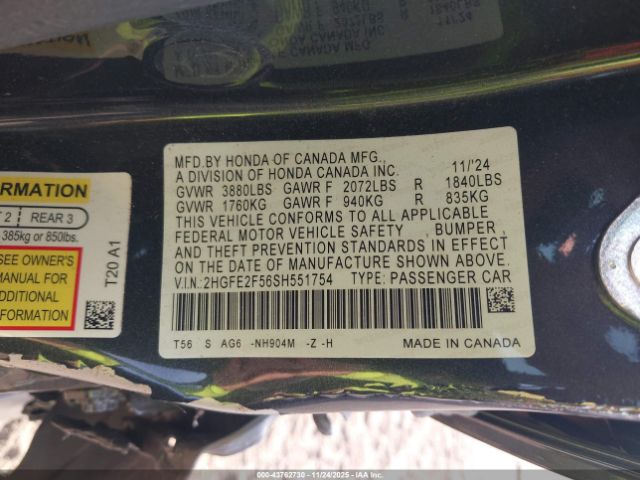 MFD.BY HONDA OF CANADA MFG.,
A DIVISION OF HONDA CANADA INC. 11/'24
GVWR 3880LBS GAWR F 2072LBS R 1840LBS
GVWR 1760KG GAWR F 940KG R 835KG
THIS VEHICLE CONFORMS TO ALL APPLICABLE
FEDERAL MOTOR VEHICLE SAFETY , BUMPER ,
AND THEFT PREVENTION STANDARDS IN EFFECT
ON THE DATE OF MANUFACTURE SHOWN ABOVE.
V.I.N.: 2HGFE2F56SH551754 TYPE: PASSENGER CAR
T56 S AG6 -NH904M -Z -H MADE IN CANADA
REAR 3
385kg or 850lbs.
SEE OWNER'S
MANUAL FOR
ADDITIONAL
T20 A1
000-43762730 - 11/24/2025 - IAA Inc.